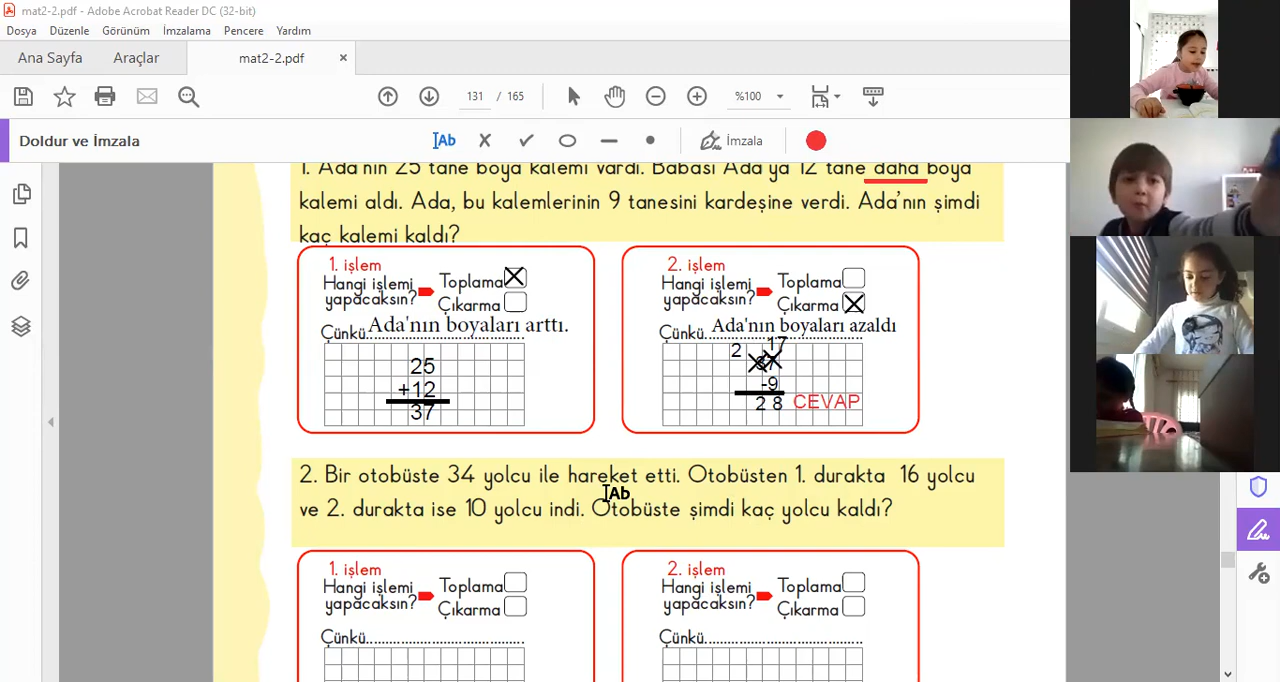 mat2-2.pdf - Adobe Acrobat Reader DC (32-bit)
Dosya Düzenle Görünüm İmzalama Pencere Yardım
Ana Sayfa Araçlar mat2-2.pdf ×
131 / 165 %100
Doldur ve İmzala IAb İmzala
1. Ada'nın 25 tane boya kalemi vardı. Babası Ada'ya 12 tane daha boya
kalemi aldı. Ada, bu kalemlerinin 9 tanesini kardeşine verdi. Ada'nın şimdi
kaç kalemi kaldı?
1. işlem
Hangi işlemi yapacaksın?
Toplama X
Çıkarma
Çünkü Ada'nın boyaları arttı.
25
+12
37
2. işlem
Hangi işlemi yapacaksın?
Toplama
Çıkarma X
Çünkü Ada'nın boyaları azaldı
2 17
37
-9
2 8 CEVAP
2. Bir otobüste 34 yolcu ile hareket etti. Otobüsten 1. durakta 16 yolcu
ve 2. durakta ise 10 yolcu indi. Otobüste şimdi kaç yolcu kaldı?
IAb
1. işlem
Hangi işlemi yapacaksın?
Toplama
Çıkarma
Çünkü........................................
2. işlem
Hangi işlemi yapacaksın?
Toplama
Çıkarma
Çünkü........................................